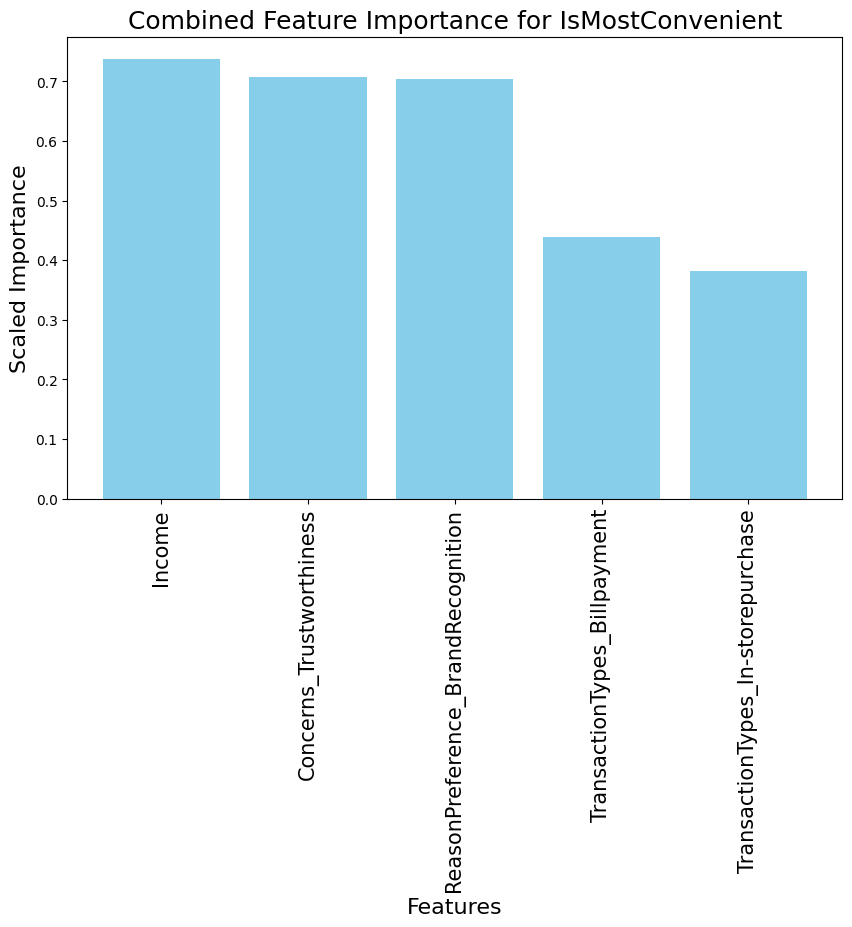 Combined Feature Importance for IsMostConvenient
Scaled Importance
0.7
0.6
0.5
0.4
0.3
0.2
0.1
0.0
Income
Concerns_Trustworthiness
ReasonPreference_BrandRecognition
TransactionTypes_Billpayment
TransactionTypes_In-storepurchase
Features